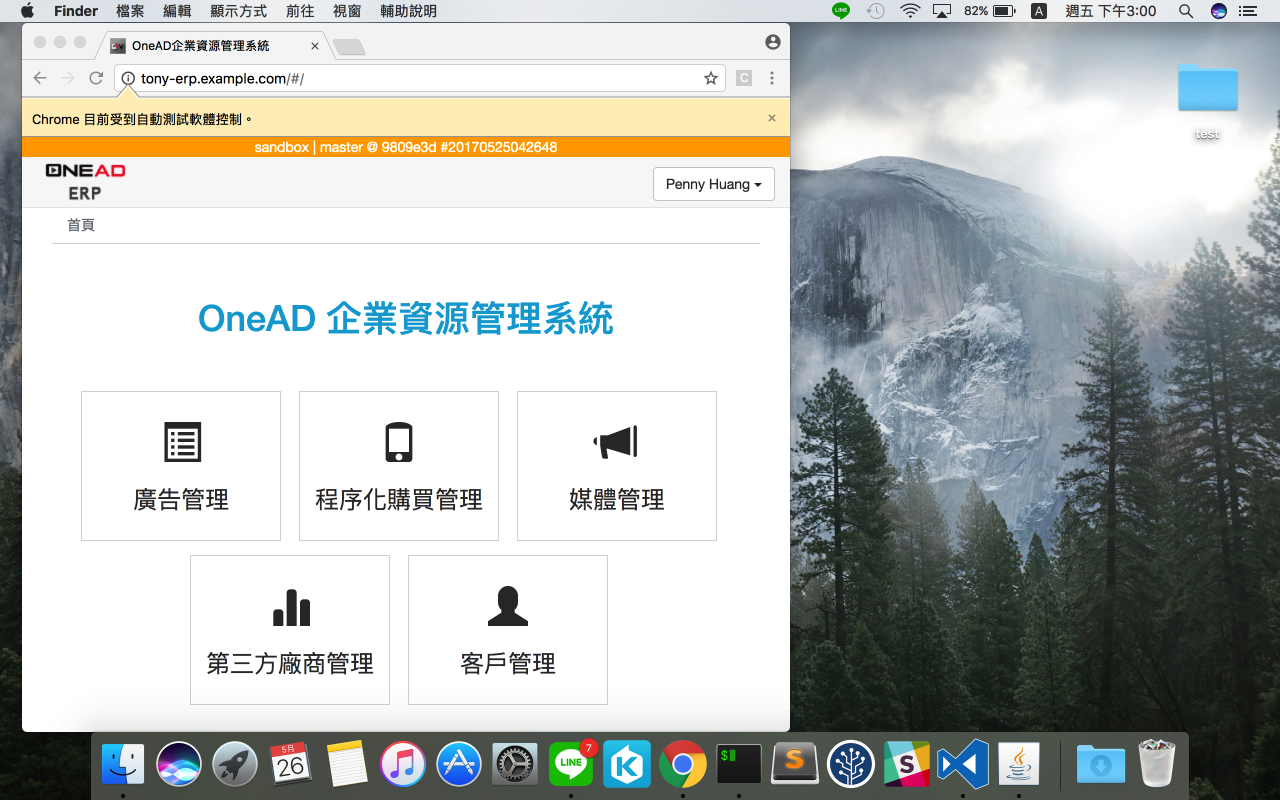 Finder 檔案 編輯 顯示方式 前往 視窗 輔助說明 LINE 82% A 週五 下午3:00
OneAD企業資源管理系統
tony-erp.example.com/#/ C
Chrome 目前受到自動測試軟體控制。
sandbox | master @ 9809e3d #20170525042648
ONEAD
ERP
Penny Huang
首頁
OneAD 企業資源管理系統
廣告管理 程序化購買管理 媒體管理
第三方廠商管理 客戶管理
test
5月
26
LINE
7
K
$
S
S